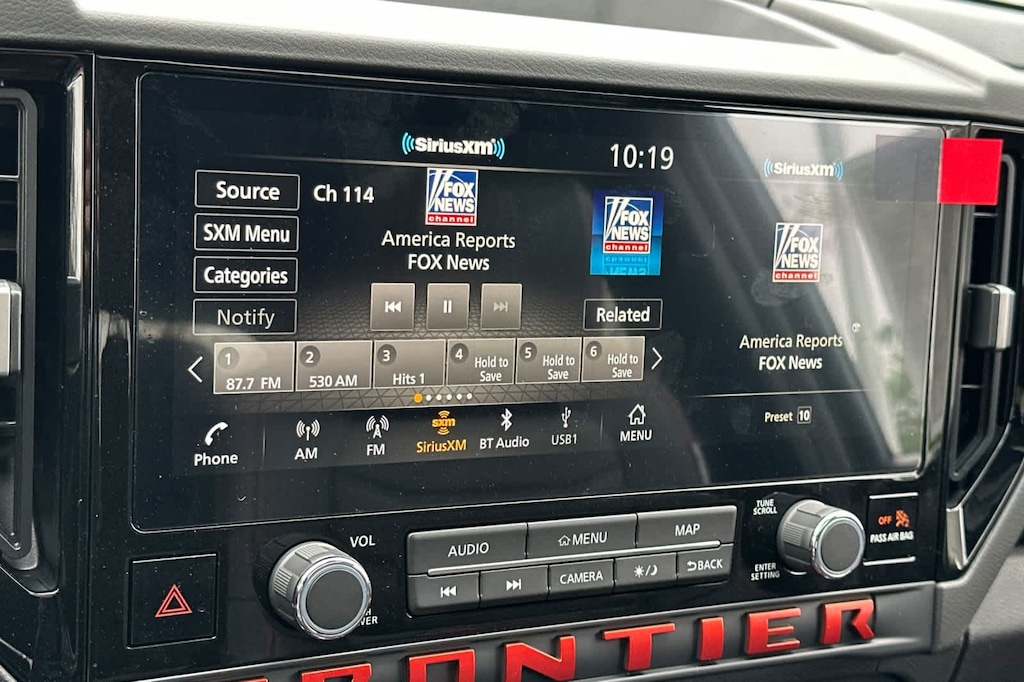 SiriusXM
10:19
SiriusXM
Source
Ch 114
FOX
NEWS
channel
FOX
NEWS
channel
FOX
NEWS
channel
SXM Menu
America Reports
FOX News
Categories
Notify
Related
America Reports
FOX News
1
87.7 FM
2
530 AM
3
Hits 1
4
Hold to
Save
5
Hold to
Save
6
Hold to
Save
Preset 10
Phone
AM
FM
sxm
SiriusXM
BT Audio
USB1
MENU
VOL
AUDIO
MENU
MAP
CAMERA
BACK
TUNE
SCROLL
ENTER
SETTING
OFF
PASS AIR BAG
FRONTIER